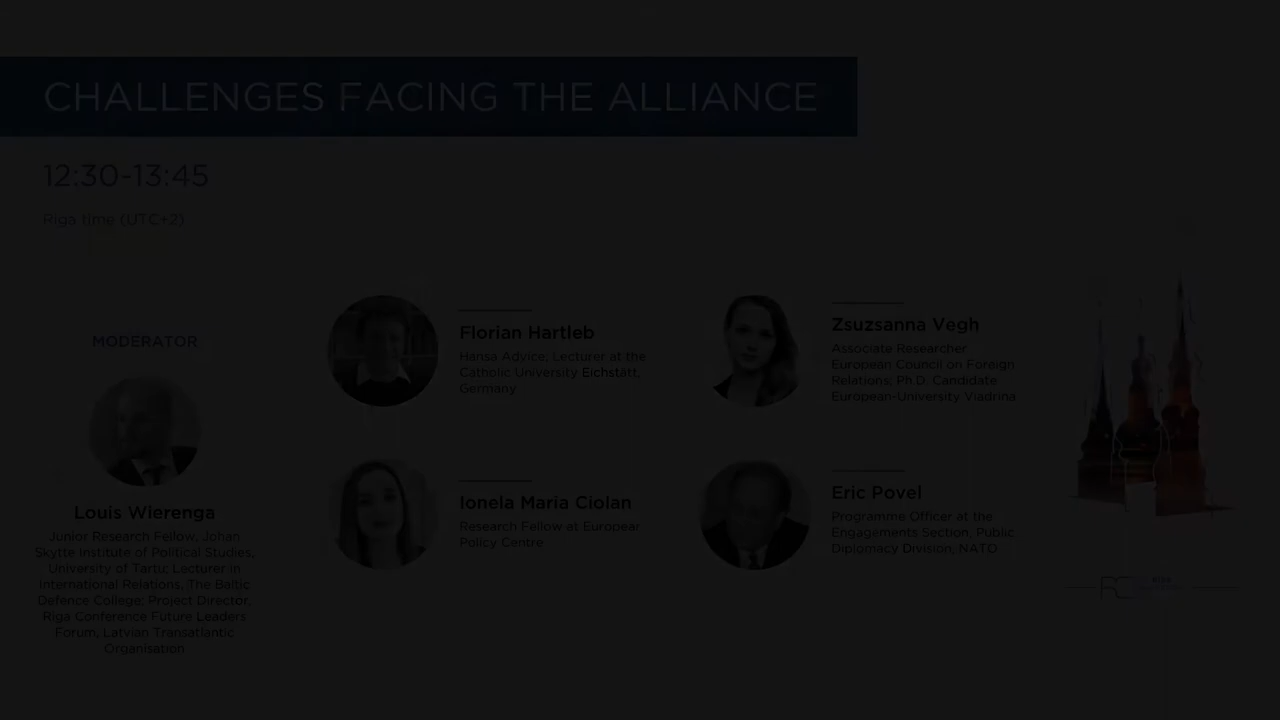 CHALLENGES FACING THE ALLIANCE
12:30-13:45
Riga time (UTC+2)
MODERATOR
Louis Wierenga
Junior Research Fellow, Johan
Skytte Institute of Political Studies,
University of Tartu; Lecturer in
International Relations, The Baltic
Defence College; Project Director,
Riga Conference Future Leaders
Forum, Latvian Transatlantic
Organisation
Florian Hartleb
Hansa Advice; Lecturer at the
Catholic University Eichstätt,
Germany
Ionela Maria Ciolan
Research Fellow at European
Policy Centre
Zsuzsanna Vegh
Associate Researcher
European Council on Foreign
Relations; Ph.D. Candidate
European-University Viadrina
Eric Povel
Programme Officer at the
Engagements Section, Public
Diplomacy Division, NATO
RC